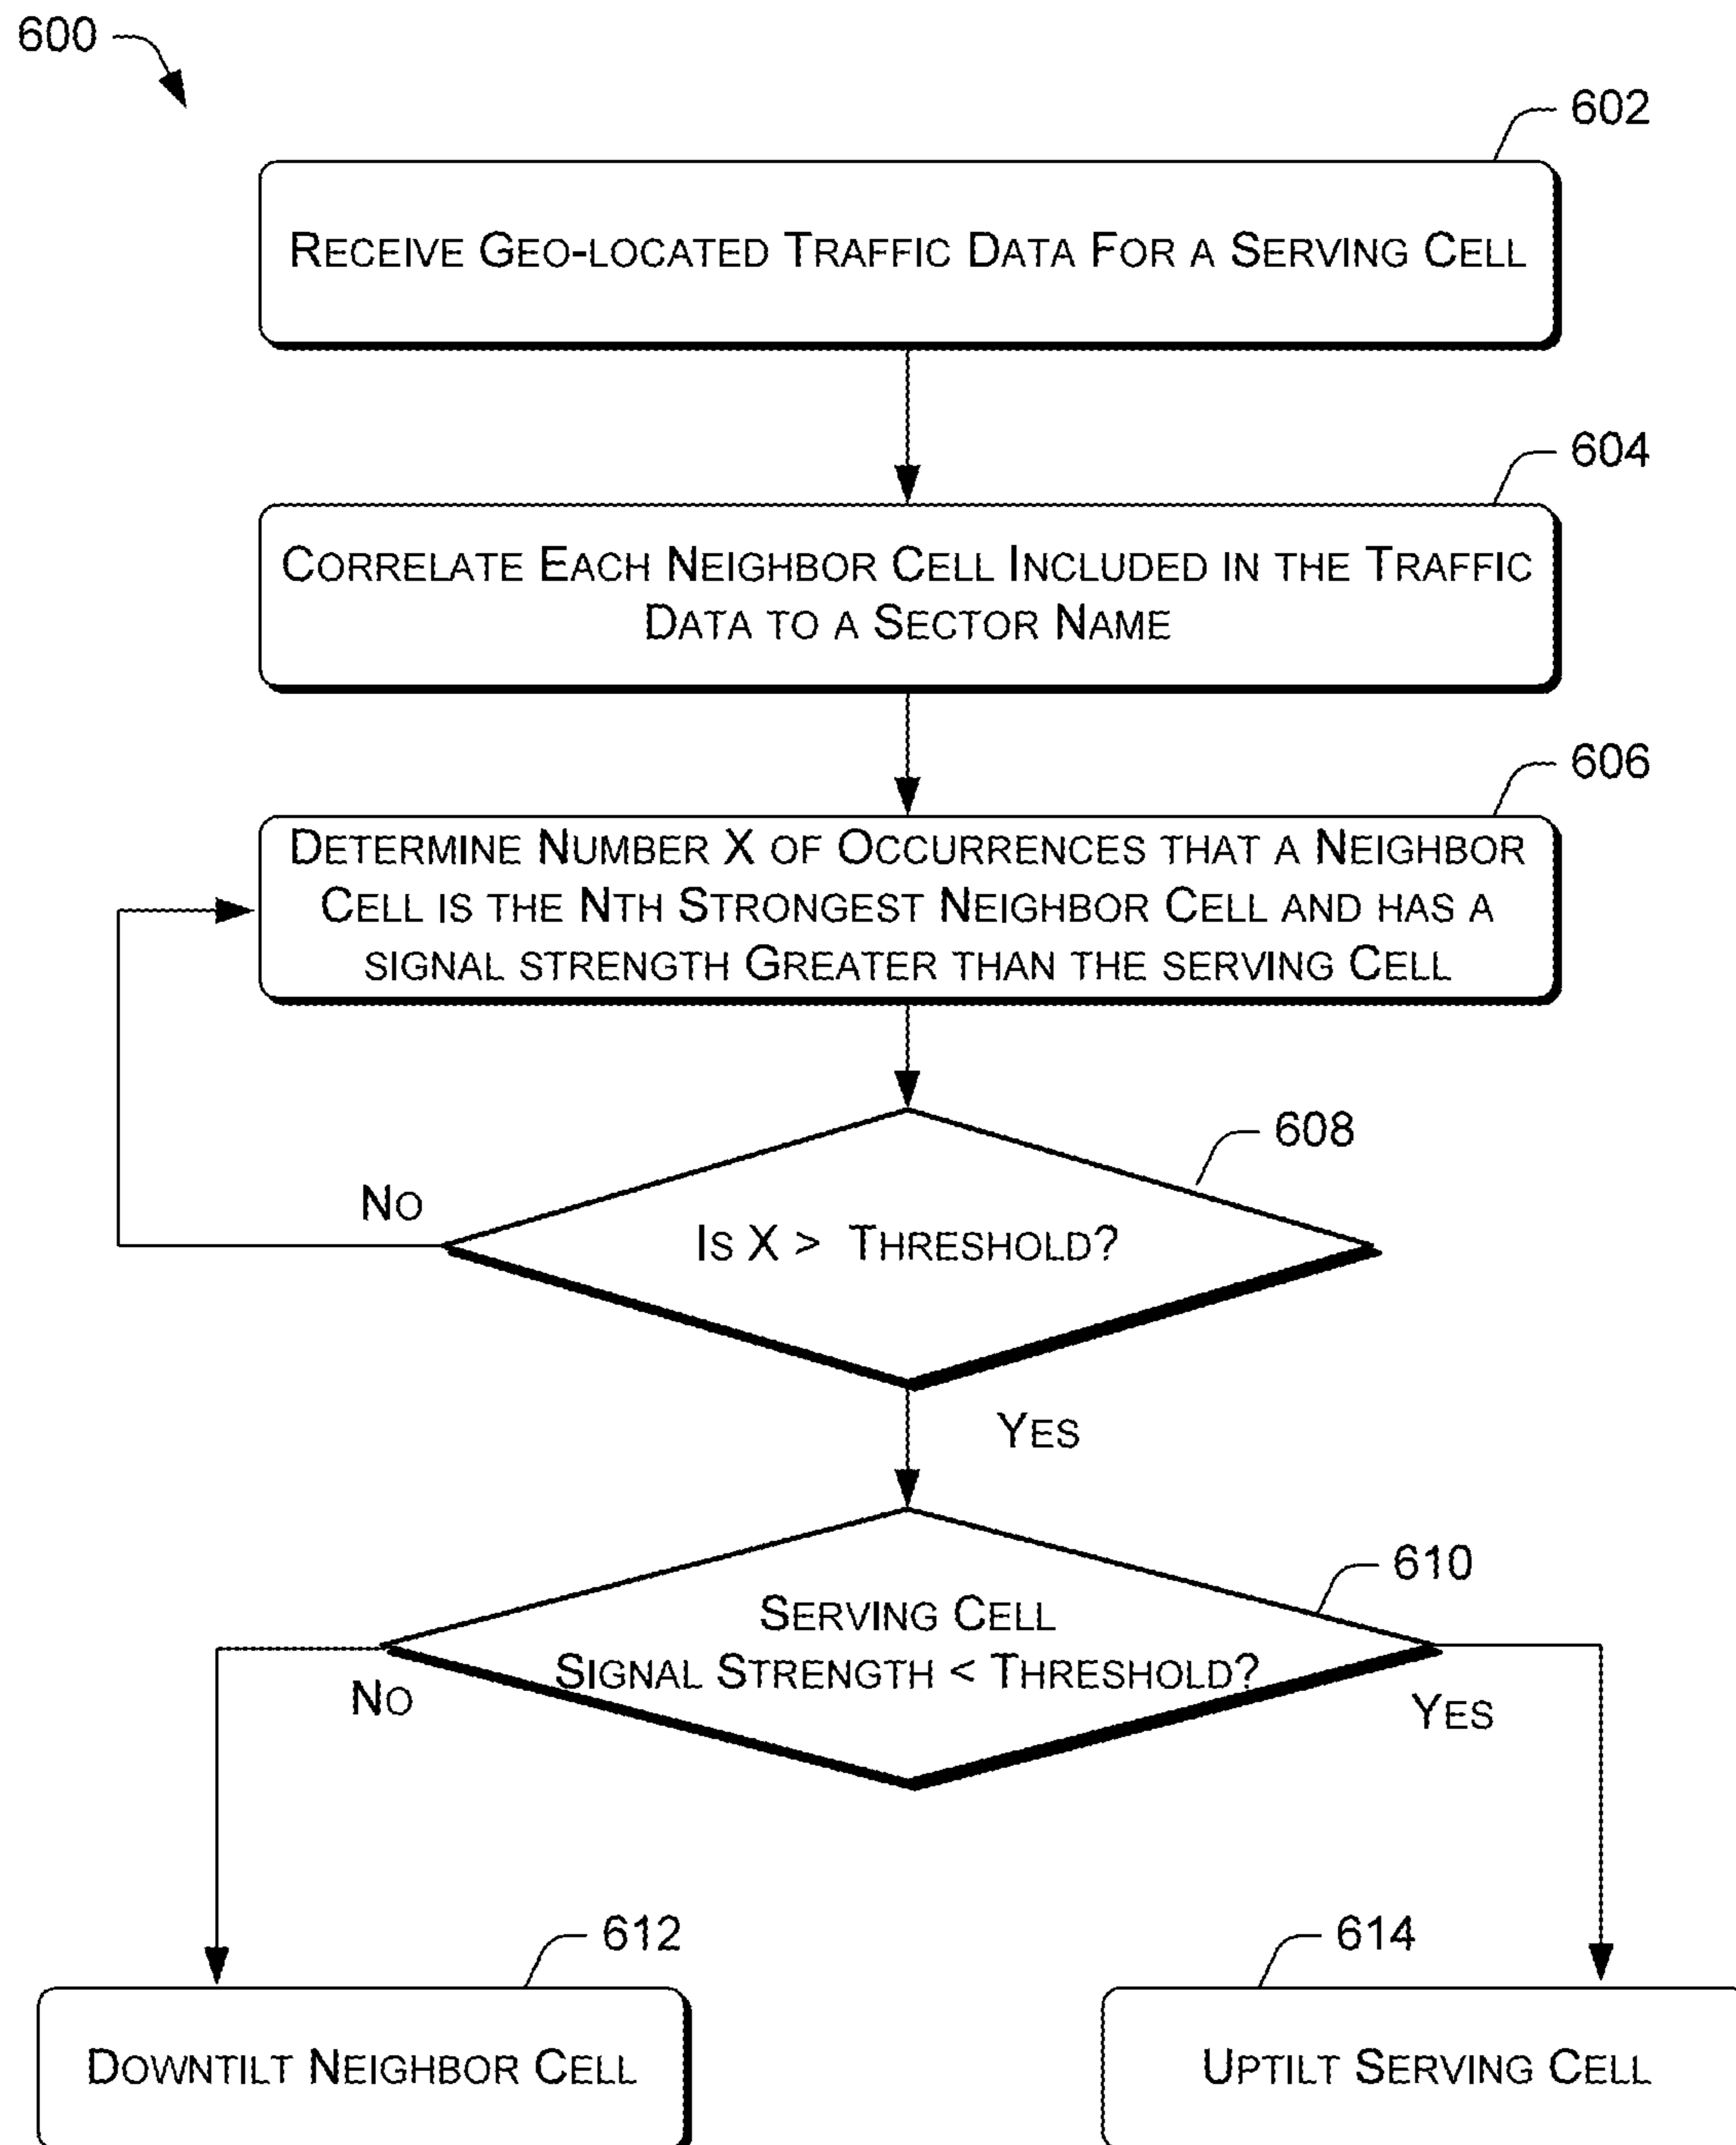 600
602
RECEIVE GEO-LOCATED TRAFFIC DATA FOR A SERVING CELL
604
CORRELATE EACH NEIGHBOR CELL INCLUDED IN THE TRAFFIC
DATA TO A SECTOR NAME
606
DETERMINE NUMBER X OF OCCURRENCES THAT A NEIGHBOR
CELL IS THE NTH STRONGEST NEIGHBOR CELL AND HAS A
SIGNAL STRENGTH GREATER THAN THE SERVING CELL
608
NO
IS X > THRESHOLD?
YES
610
SERVING CELL
SIGNAL STRENGTH < THRESHOLD?
NO
YES
612
614
DOWNTILT NEIGHBOR CELL
UPTILT SERVING CELL